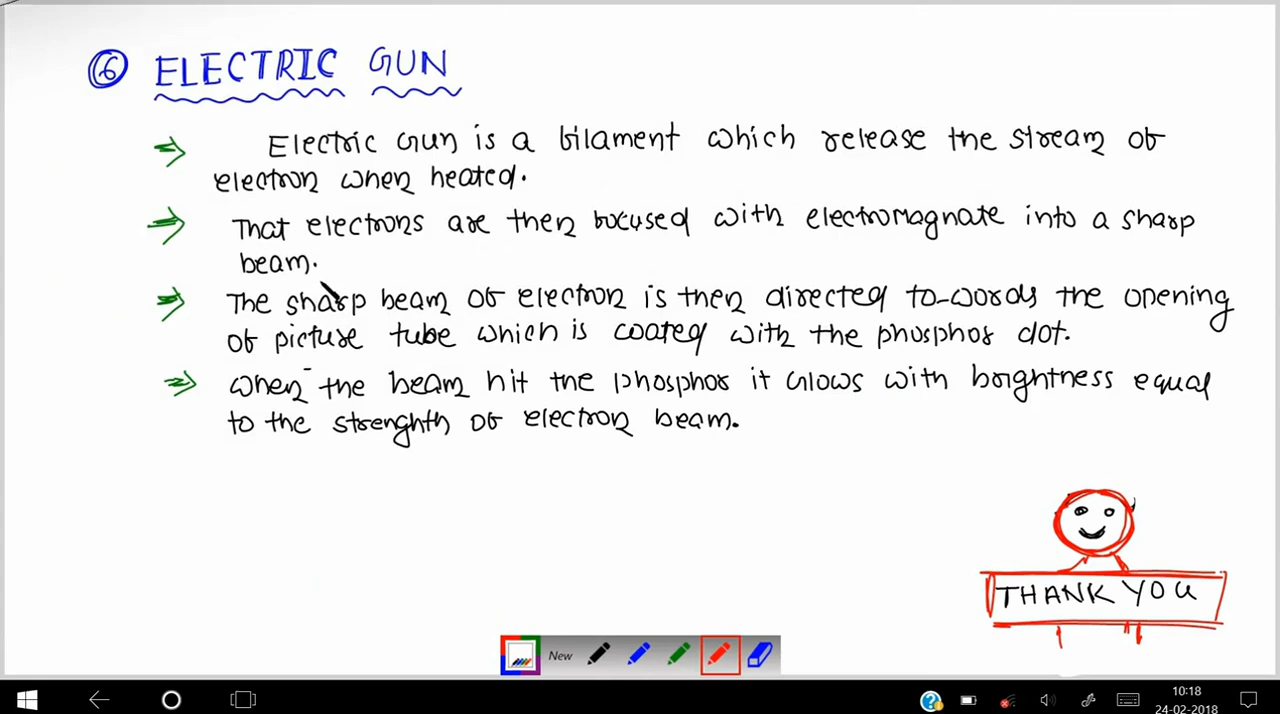 6 ELECTRIC GUN
⇒ Electric Gun is a filament which release the stream of
electron when heated.
⇒ That electrons are then focused with electromagnate into a sharp
beam.
⇒ The sharp beam of electron is then directed to-words the opening
of picture tube which is coated with the phosphor dot.
⇒ when the beam hit the phosphor it Glows with brightness equal
to the strenghth of electron beam.
THANK YOU
New
10:18
24-02-2018